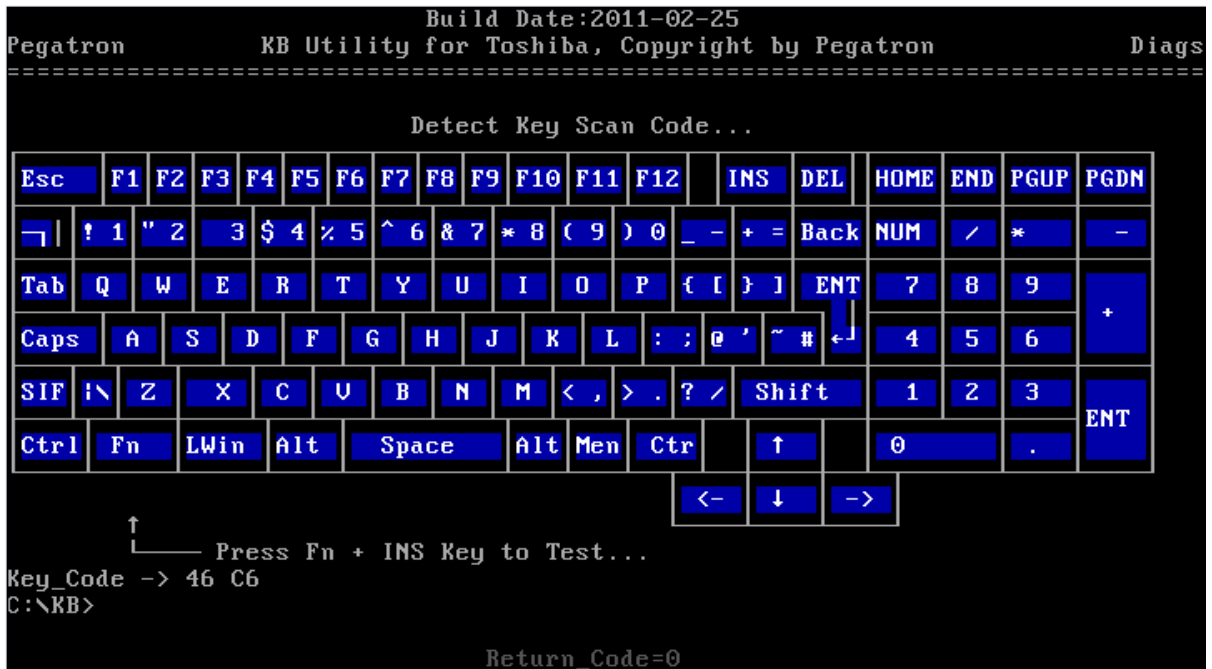 Build Date:2011-02-25
Pegatron KB Utility for Toshiba, Copyright by Pegatron Diags
================================================================================
Detect Key Scan Code...
Esc F1 F2 F3 F4 F5 F6 F7 F8 F9 F10 F11 F12 INS DEL HOME END PGUP PGDN
¬| ! 1 " 2 3 $ 4 % 5 ^ 6 & 7 * 8 ( 9 ) 0 _ - + = Back NUM / * -
Tab Q W E R T Y U I O P { [ } ] ENT 7 8 9
+
Caps A S D F G H J K L : ; @ ' ~ # ←┘ 4 5 6
SIF ¦\ Z X C V B N M < , > . ? / Shift 1 2 3
ENT
Ctrl Fn LWin Alt Space Alt Men Ctr ↑ 0 .
<- ↓ ->
↑
└──── Press Fn + INS Key to Test...
Key_Code -> 46 C6
C:\KB>
Return_Code=0